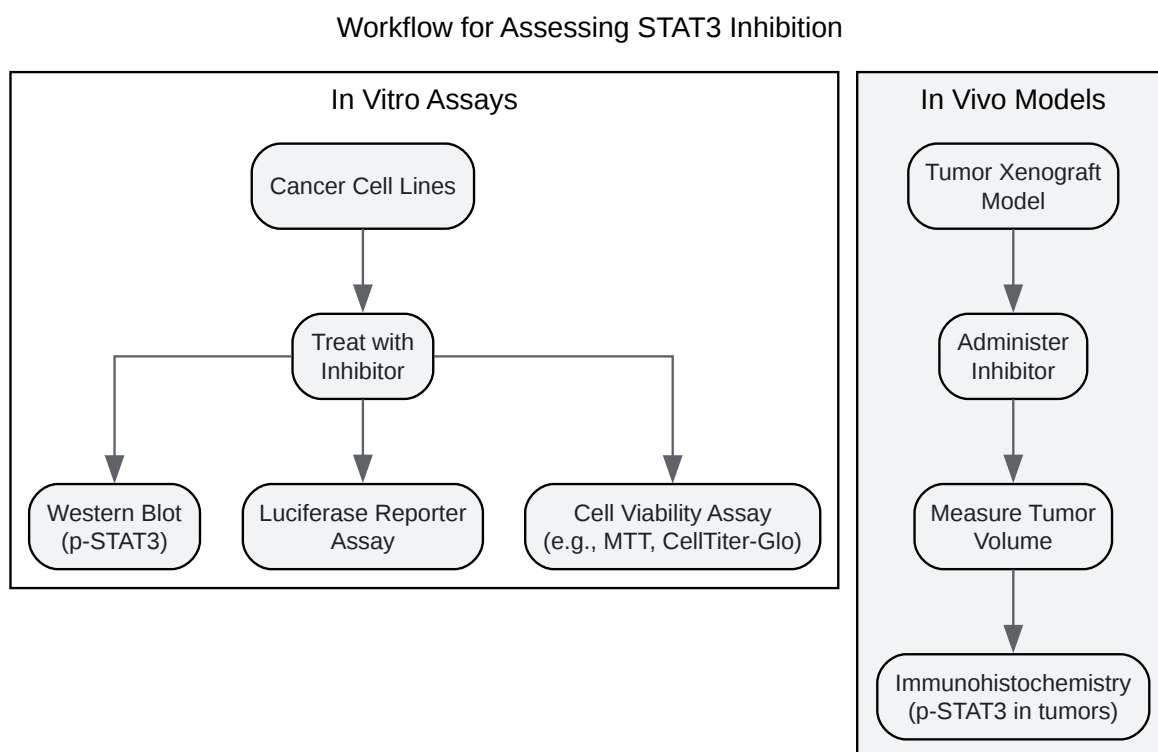 Workflow for Assessing STAT3 Inhibition
In Vitro Assays
Cancer Cell Lines
Treat with
Inhibitor
Western Blot
(p-STAT3)
Luciferase Reporter
Assay
Cell Viability Assay
(e.g., MTT, CellTiter-Glo)
In Vivo Models
Tumor Xenograft
Model
Administer
Inhibitor
Measure Tumor
Volume
Immunohistochemistry
(p-STAT3 in tumors)